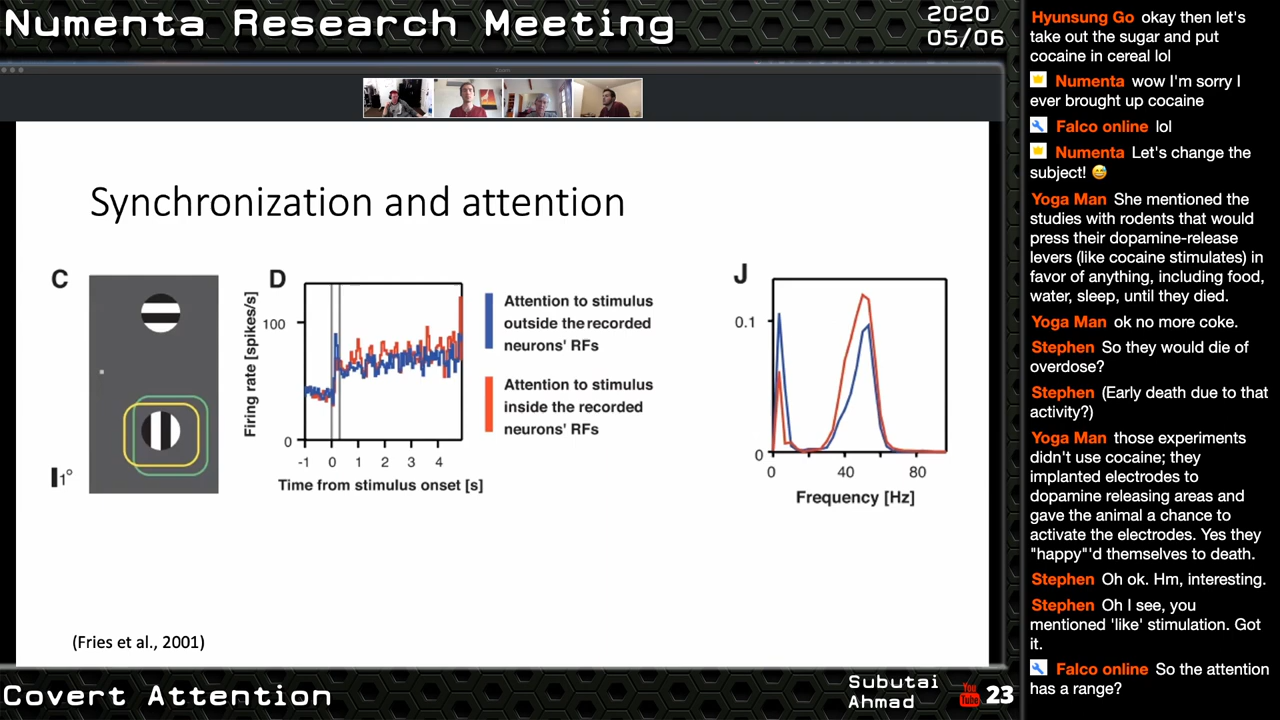 Numenta Research Meeting
2020
05/06
Zoom
Synchronization and attention
C
1°
D
Firing rate [spikes/s]
100
0
-1 0 1 2 3 4
Time from stimulus onset [s]
Attention to stimulus
outside the recorded
neurons' RFs
Attention to stimulus
inside the recorded
neurons' RFs
J
0.1
0
0 40 80
Frequency [Hz]
(Fries et al., 2001)
Covert Attention
Subutai
Ahmad
You
Tube
23
Hyunsung Go okay then let's
take out the sugar and put
cocaine in cereal lol
Numenta wow I'm sorry I
ever brought up cocaine
Falco online lol
Numenta Let's change the
subject! 😅
Yoga Man She mentioned the
studies with rodents that would
press their dopamine-release
levers (like cocaine stimulates) in
favor of anything, including food,
water, sleep, until they died.
Yoga Man ok no more coke.
Stephen So they would die of
overdose?
Stephen (Early death due to that
activity?)
Yoga Man those experiments
didn't use cocaine; they
implanted electrodes to
dopamine releasing areas and
gave the animal a chance to
activate the electrodes. Yes they
"happy"'d themselves to death.
Stephen Oh ok. Hm, interesting.
Stephen Oh I see, you
mentioned 'like' stimulation. Got
it.
Falco online So the attention
has a range?